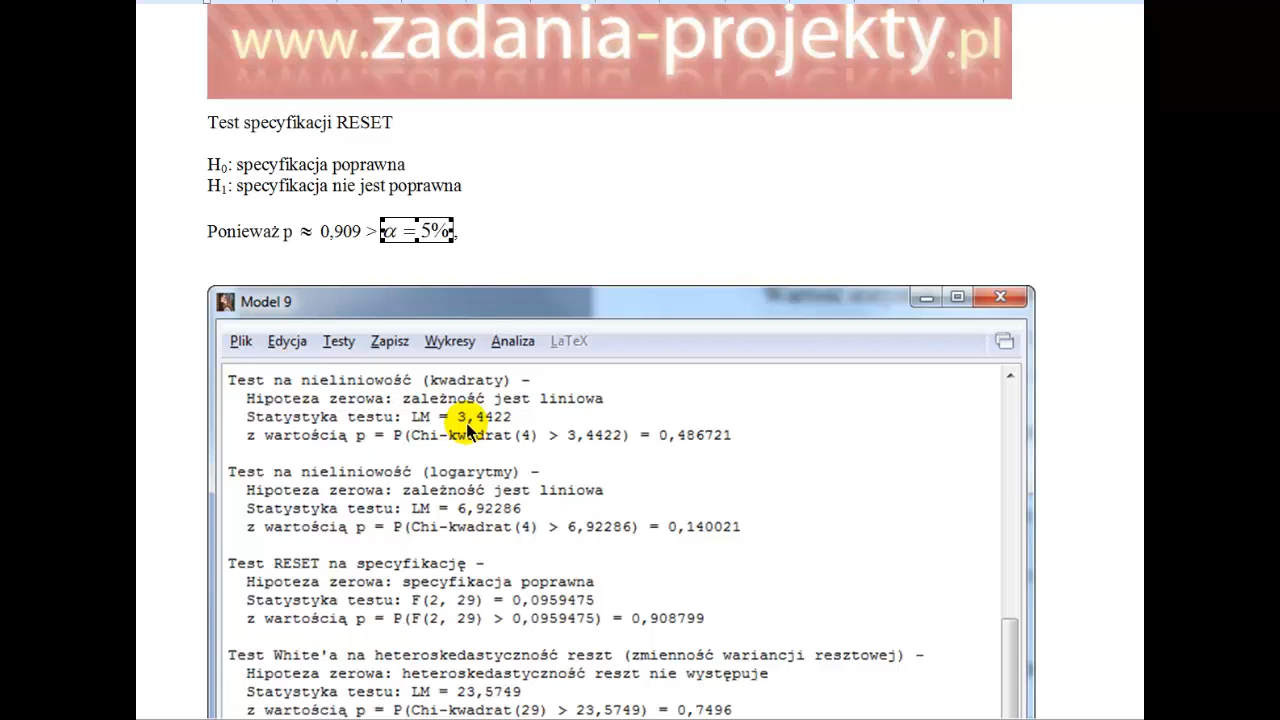 www.zadania-projekty.pl
Test specyfikacji RESET
H0: specyfikacja poprawna
H1: specyfikacja nie jest poprawna
Ponieważ p ≈ 0,909 > α = 5%,
Model 9
Plik Edycja Testy Zapisz Wykresy Analiza LaTeX
Test na nieliniowość (kwadraty) -
Hipoteza zerowa: zależność jest liniowa
Statystyka testu: LM = 3,4422
z wartością p = P(Chi-kwadrat(4) > 3,4422) = 0,486721
Test na nieliniowość (logarytmy) -
Hipoteza zerowa: zależność jest liniowa
Statystyka testu: LM = 6,92286
z wartością p = P(Chi-kwadrat(4) > 6,92286) = 0,140021
Test RESET na specyfikację -
Hipoteza zerowa: specyfikacja poprawna
Statystyka testu: F(2, 29) = 0,0959475
z wartością p = P(F(2, 29) > 0,0959475) = 0,908799
Test White'a na heteroskedastyczność reszt (zmienność wariancji resztowej) -
Hipoteza zerowa: heteroskedastyczność reszt nie występuje
Statystyka testu: LM = 23,5749
z wartością p = P(Chi-kwadrat(29) > 23,5749) = 0,7496